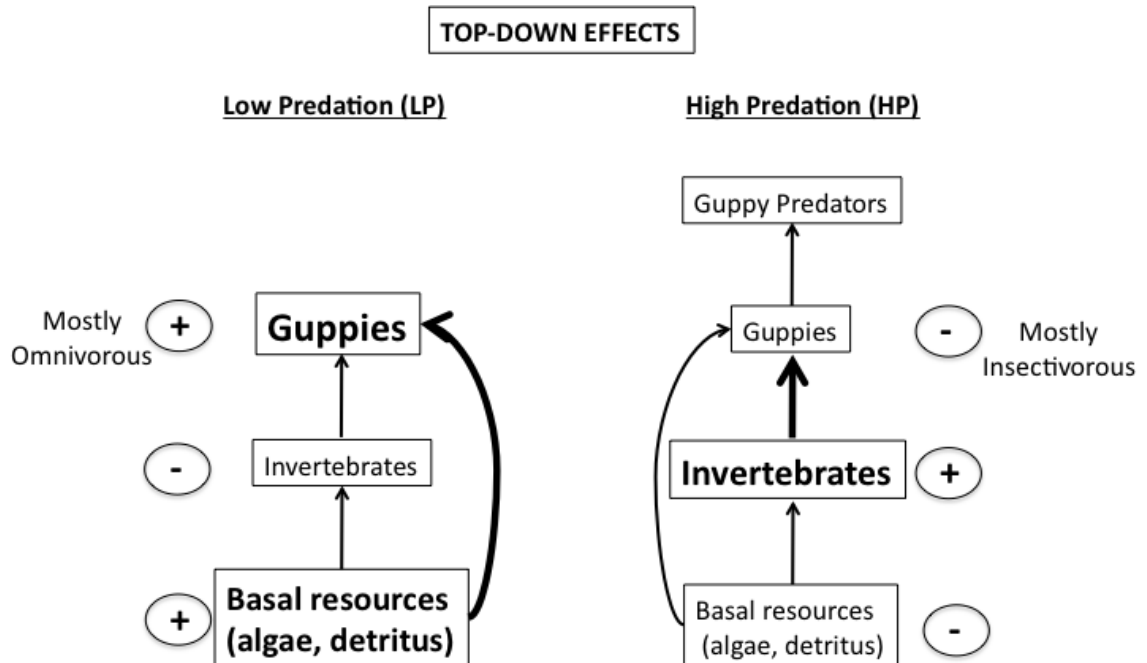 TOP-DOWN EFFECTS
Low Predation (LP)
High Predation (HP)
Guppy Predators
Mostly
Omnivorous
+
Guppies
Guppies
-
Mostly
Insectivorous
-
Invertebrates
Invertebrates
+
+
Basal resources
(algae, detritus)
Basal resources
(algae, detritus)
-